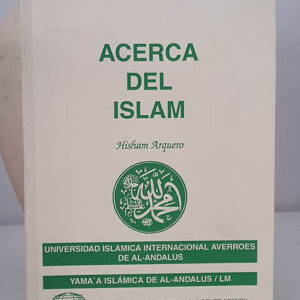 ACERCA
DEL
ISLAM
Hisham Arquero
UNIVERSIDAD ISLAMICA INTERNACIONAL AVERROES
DE AL-ANDALUS
YAMA'A ISLÁMICA DE AL-ANDALUS / LM